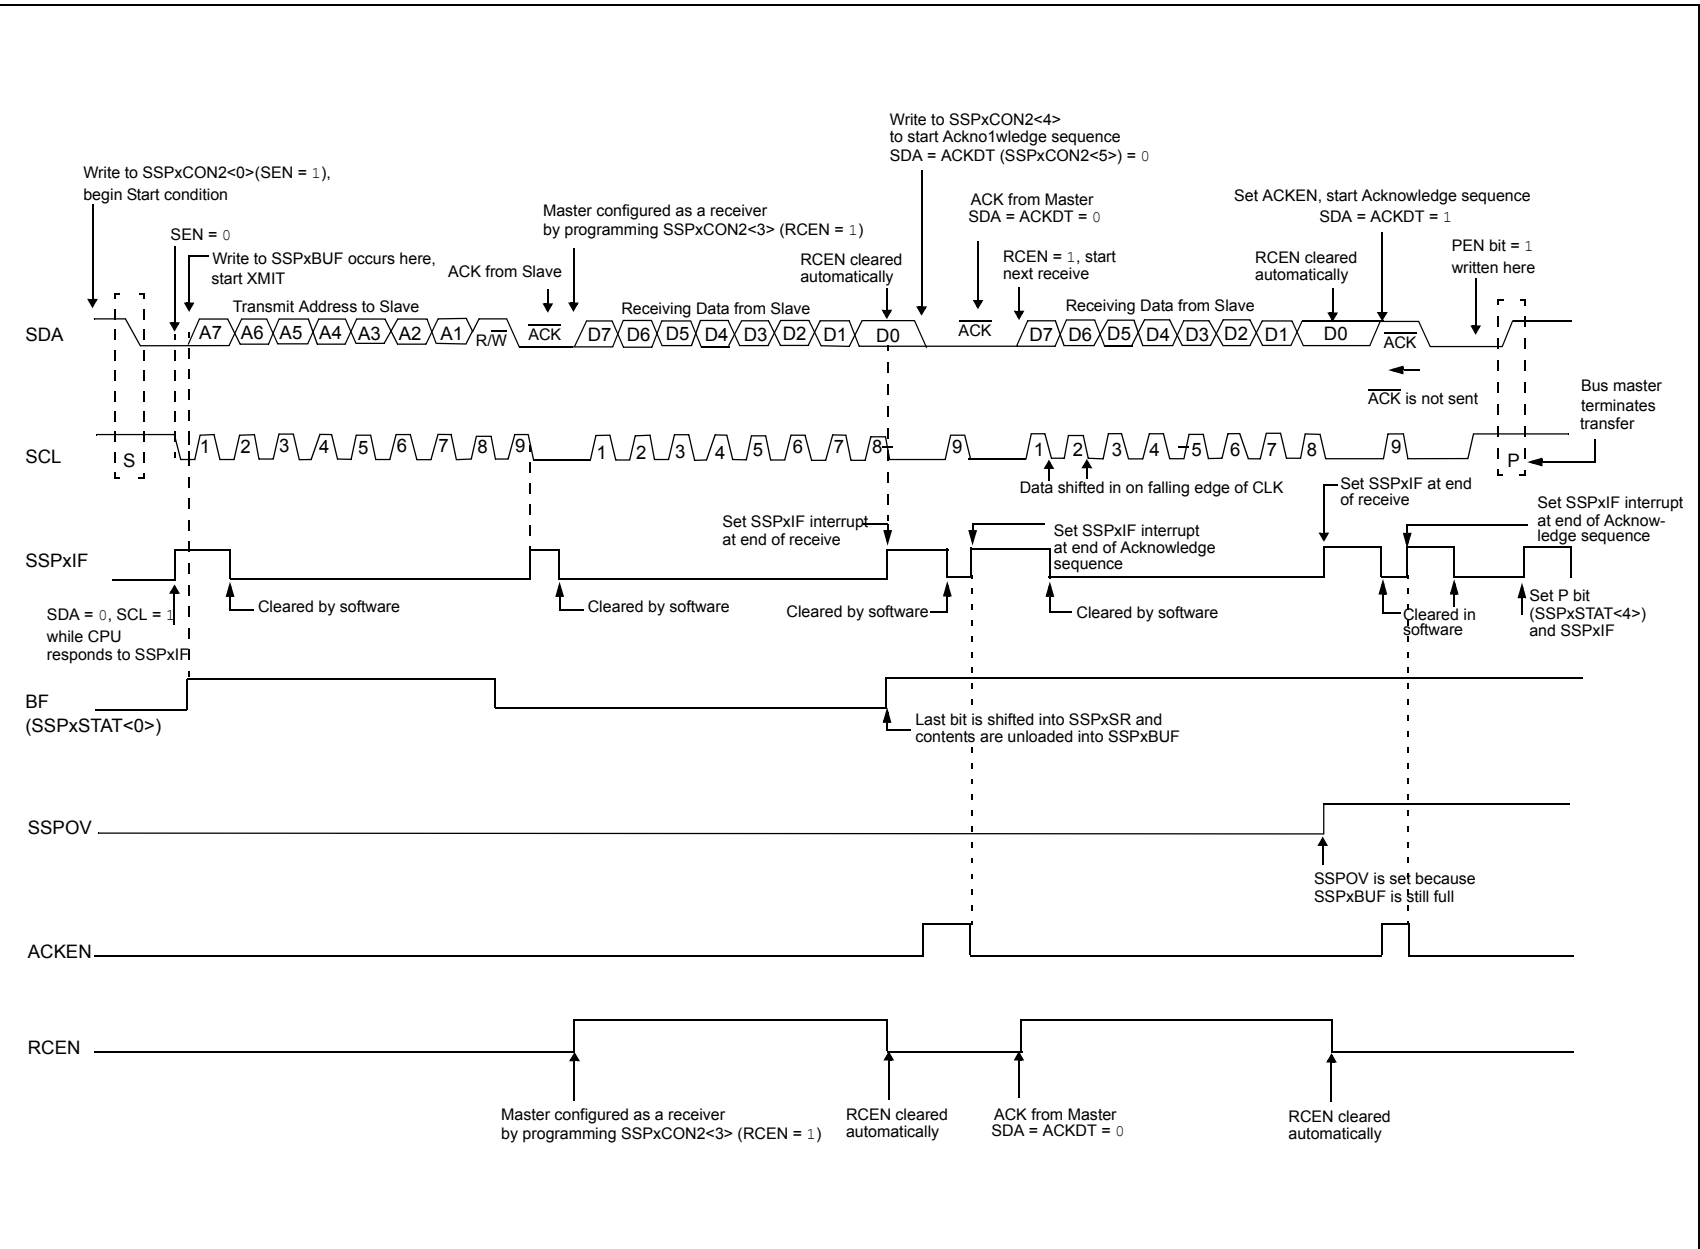 Write to SSPxCON2<4>
to start Ackno1wledge sequence
SDA = ACKDT (SSPxCON2<5>) = 0
Write to SSPxCON2<0>(SEN = 1),
begin Start condition
ACK from Master
SDA = ACKDT = 0
Set ACKEN, start Acknowledge sequence
SDA = ACKDT = 1
Master configured as a receiver
by programming SSPxCON2<3> (RCEN = 1)
SEN = 0
PEN bit = 1
written here
Write to SSPxBUF occurs here,
start XMIT
ACK from Slave
RCEN cleared
automatically
RCEN = 1, start
next receive
RCEN cleared
automatically
Transmit Address to Slave
Receiving Data from Slave
Receiving Data from Slave
SDA
A7 A6 A5 A4 A3 A2 A1 R/W ACK D7 D6 D5 D4 D3 D2 D1 D0 ACK D7 D6 D5 D4 D3 D2 D1 D0 ACK
ACK is not sent
Bus master
terminates
transfer
SCL
S 1 2 3 4 5 6 7 8 9 1 2 3 4 5 6 7 8 9 1 2 3 4 5 6 7 8 9 P
Data shifted in on falling edge of CLK
Set SSPxIF at end
of receive
Set SSPxIF interrupt
at end of receive
Set SSPxIF interrupt
at end of Acknowledge
sequence
Set SSPxIF interrupt
at end of Acknow-
ledge sequence
SSPxIF
SDA = 0, SCL = 1
while CPU
responds to SSPxIF
Cleared by software
Cleared by software
Cleared by software
Cleared by software
Cleared in
software
Set P bit
(SSPxSTAT<4>)
and SSPxIF
BF
(SSPxSTAT<0>)
Last bit is shifted into SSPxSR and
contents are unloaded into SSPxBUF
SSPOV
SSPOV is set because
SSPxBUF is still full
ACKEN
RCEN
Master configured as a receiver
by programming SSPxCON2<3> (RCEN = 1)
RCEN cleared
automatically
ACK from Master
SDA = ACKDT = 0
RCEN cleared
automatically